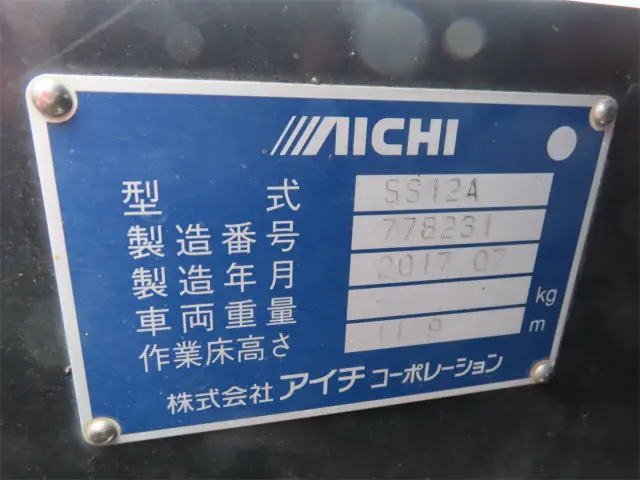 AICHI
型式 SS12A
製造番号 778231
製造年月 2017 07
車両重量 - kg
作業床高さ 11.9 m
株式会社 アイチ コーポレーション